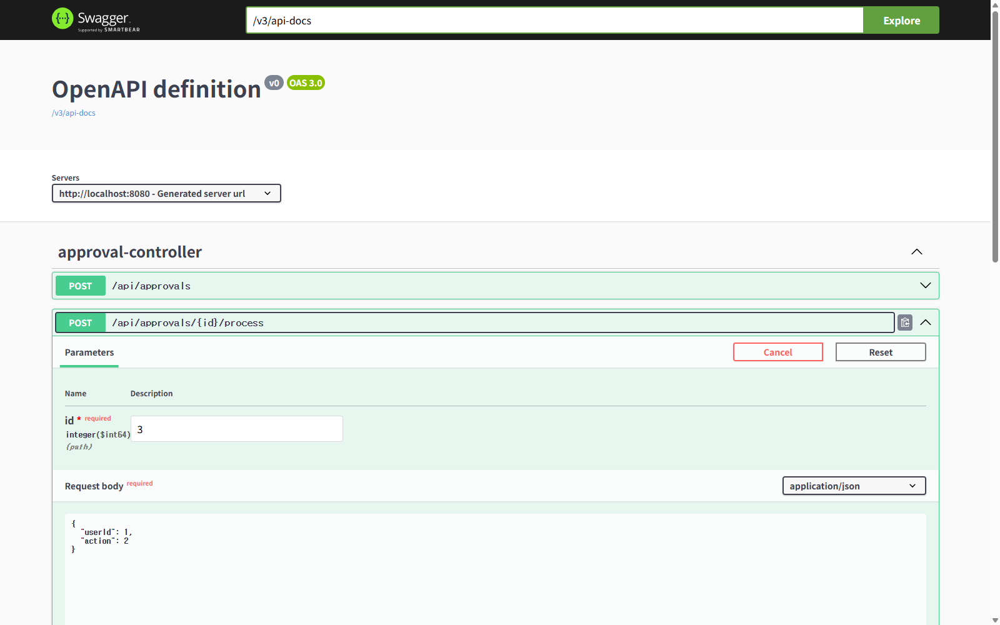 Swagger.
Supported by SMARTBEAR
/v3/api-docs
Explore
OpenAPI definition
v0
OAS 3.0
/v3/api-docs
Servers
http://localhost:8080 - Generated server url
approval-controller
POST
/api/approvals
POST
/api/approvals/{id}/process
Parameters
Cancel
Reset
Name
Description
id * required
3
integer($int64)
(path)
Request body required
application/json
{
"userId": 1,
"action": 2
}